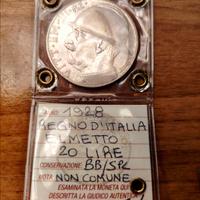 1928
REGNO D'ITALIA
ELMETTO
20 LIRE
CONSERVAZIONE: BB/SPL
NOTA: NON COMUNE
ESAMINATA LA MONETA QUI
DESCRITTA LA GIUDICO AUTENTICA